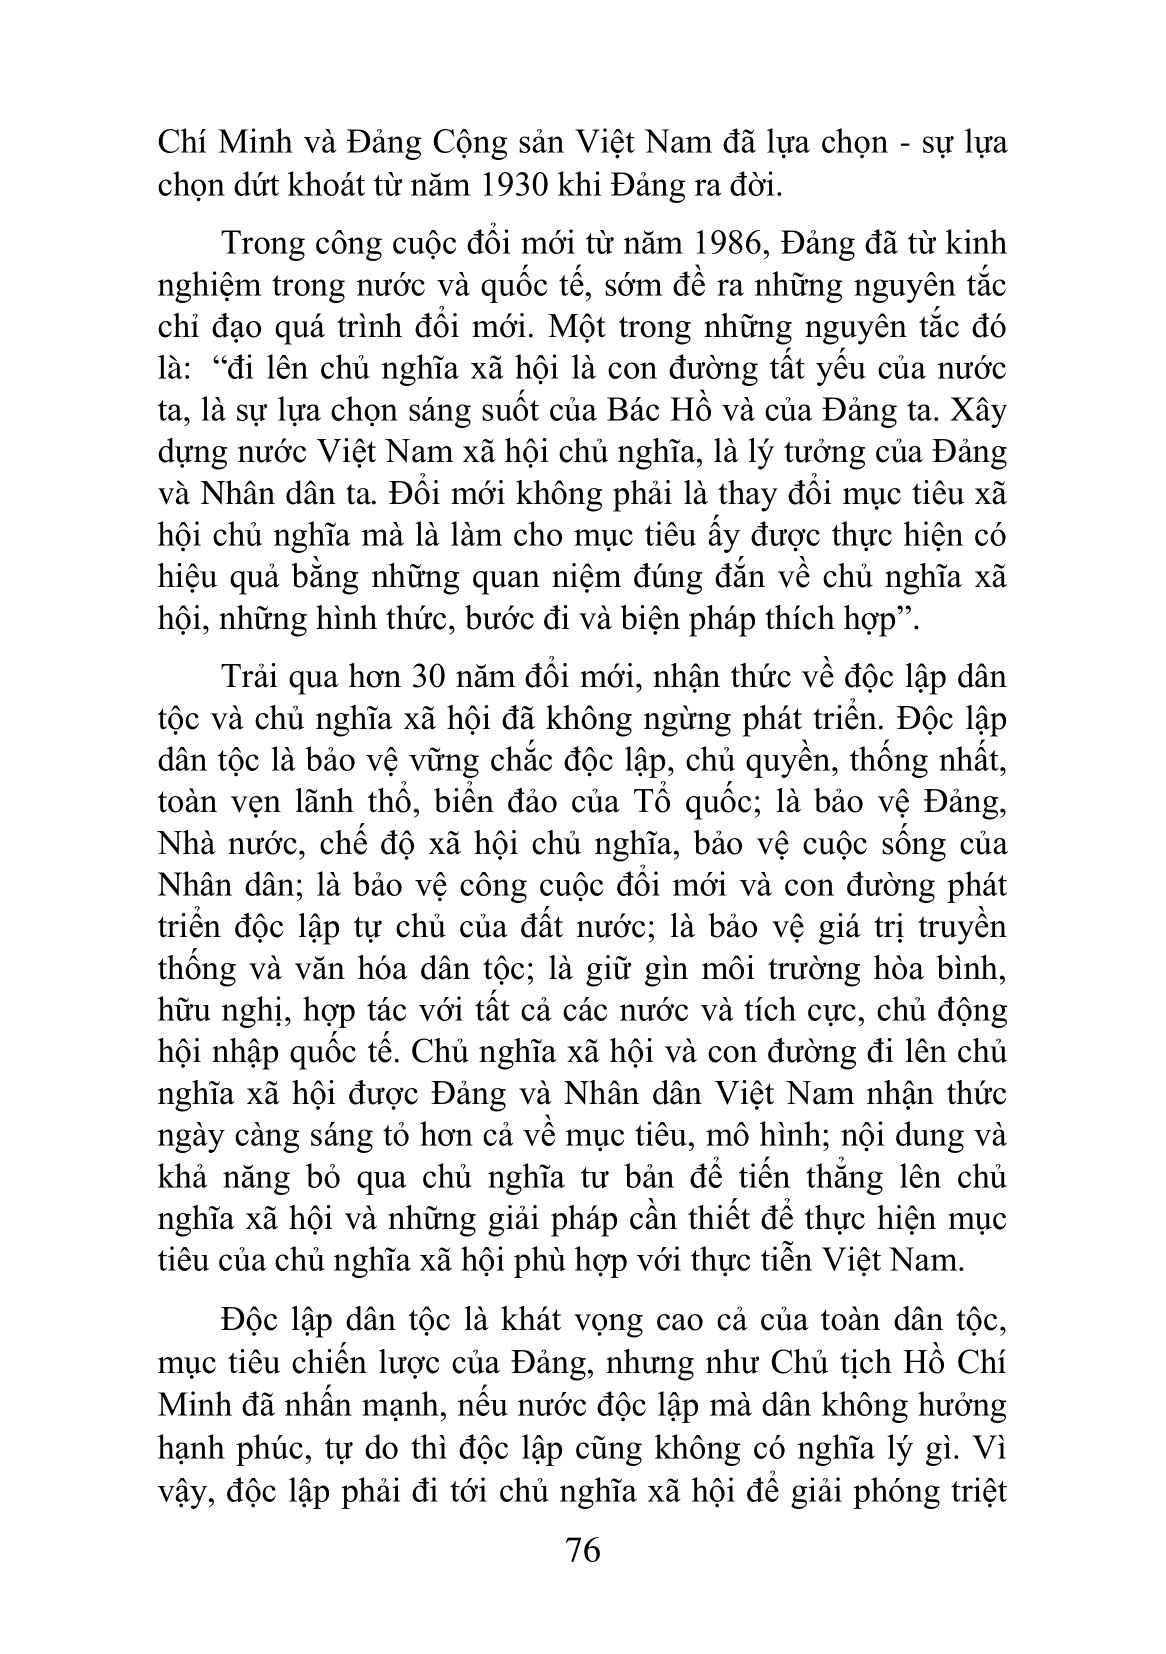 Chí Minh và Đảng Cộng sản Việt Nam đã lựa chọn - sự lựa
chọn dứt khoát từ năm 1930 khi Đảng ra đời.
Trong công cuộc đổi mới từ năm 1986, Đảng đã từ kinh
nghiệm trong nước và quốc tế, sớm đề ra những nguyên tắc
chỉ đạo quá trình đổi mới. Một trong những nguyên tắc đó
là: “đi lên chủ nghĩa xã hội là con đường tất yếu của nước
ta, là sự lựa chọn sáng suốt của Bác Hồ và của Đảng ta. Xây
dựng nước Việt Nam xã hội chủ nghĩa, là lý tưởng của Đảng
và Nhân dân ta. Đổi mới không phải là thay đổi mục tiêu xã
hội chủ nghĩa mà là làm cho mục tiêu ấy được thực hiện có
hiệu quả bằng những quan niệm đúng đắn về chủ nghĩa xã
hội, những hình thức, bước đi và biện pháp thích hợp”.
Trải qua hơn 30 năm đổi mới, nhận thức về độc lập dân
tộc và chủ nghĩa xã hội đã không ngừng phát triển. Độc lập
dân tộc là bảo vệ vững chắc độc lập, chủ quyền, thống nhất,
toàn vẹn lãnh thổ, biển đảo của Tổ quốc; là bảo vệ Đảng,
Nhà nước, chế độ xã hội chủ nghĩa, bảo vệ cuộc sống của
Nhân dân; là bảo vệ công cuộc đổi mới và con đường phát
triển độc lập tự chủ của đất nước; là bảo vệ giá trị truyền
thống và văn hóa dân tộc; là giữ gìn môi trường hòa bình,
hữu nghị, hợp tác với tất cả các nước và tích cực, chủ động
hội nhập quốc tế. Chủ nghĩa xã hội và con đường đi lên chủ
nghĩa xã hội được Đảng và Nhân dân Việt Nam nhận thức
ngày càng sáng tỏ hơn cả về mục tiêu, mô hình; nội dung và
khả năng bỏ qua chủ nghĩa tư bản để tiến thẳng lên chủ
nghĩa xã hội và những giải pháp cần thiết để thực hiện mục
tiêu của chủ nghĩa xã hội phù hợp với thực tiễn Việt Nam.
Độc lập dân tộc là khát vọng cao cả của toàn dân tộc,
mục tiêu chiến lược của Đảng, nhưng như Chủ tịch Hồ Chí
Minh đã nhấn mạnh, nếu nước độc lập mà dân không hưởng
hạnh phúc, tự do thì độc lập cũng không có nghĩa lý gì. Vì
vậy, độc lập phải đi tới chủ nghĩa xã hội để giải phóng triệt
76